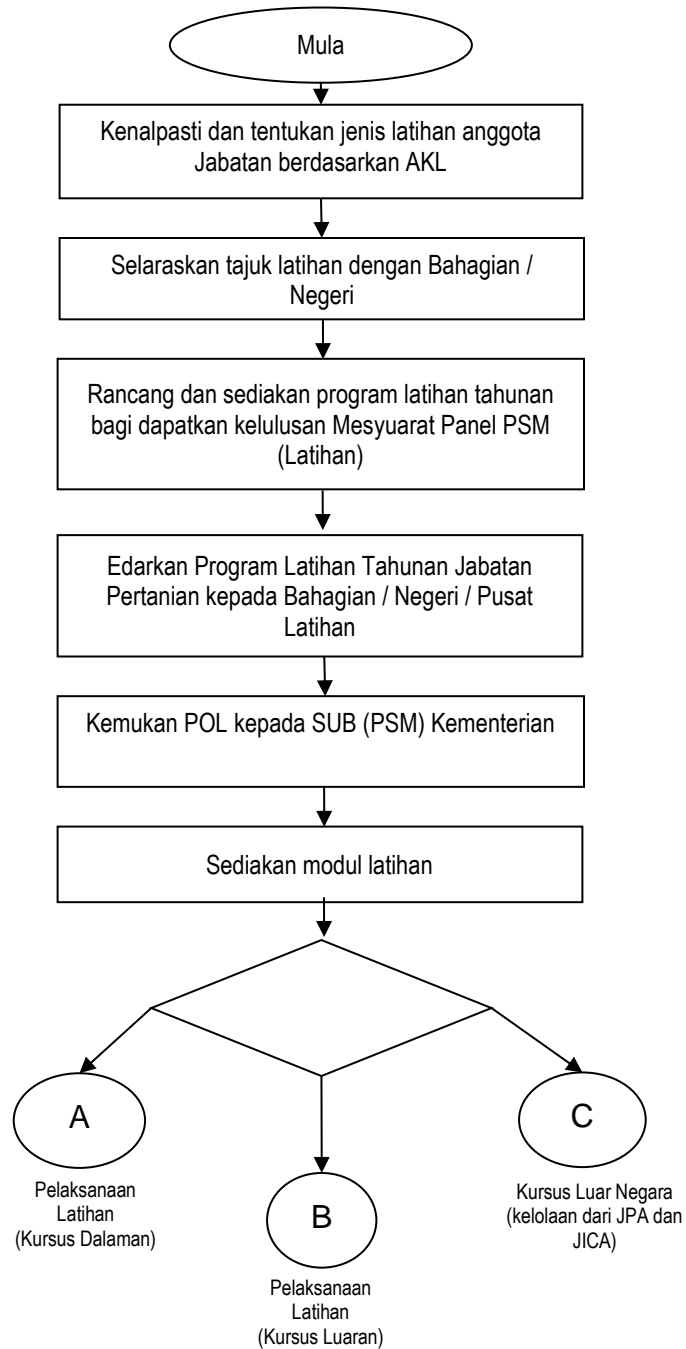 Mula
Kenalpasti dan tentukan jenis latihan anggota
Jabatan berdasarkan AKL
Selaraskan tajuk latihan dengan Bahagian /
Negeri
Rancang dan sediakan program latihan tahunan
bagi dapatkan kelulusan Mesyuarat Panel PSM
(Latihan)
Edarkan Program Latihan Tahunan Jabatan
Pertanian kepada Bahagian / Negeri / Pusat
Latihan
Kemukan POL kepada SUB (PSM) Kementerian
Sediakan modul latihan
A
Pelaksanaan
Latihan
(Kursus Dalaman)
B
Pelaksanaan
Latihan
(Kursus Luaran)
C
Kursus Luar Negara
(kelolaan dari JPA dan
JICA)